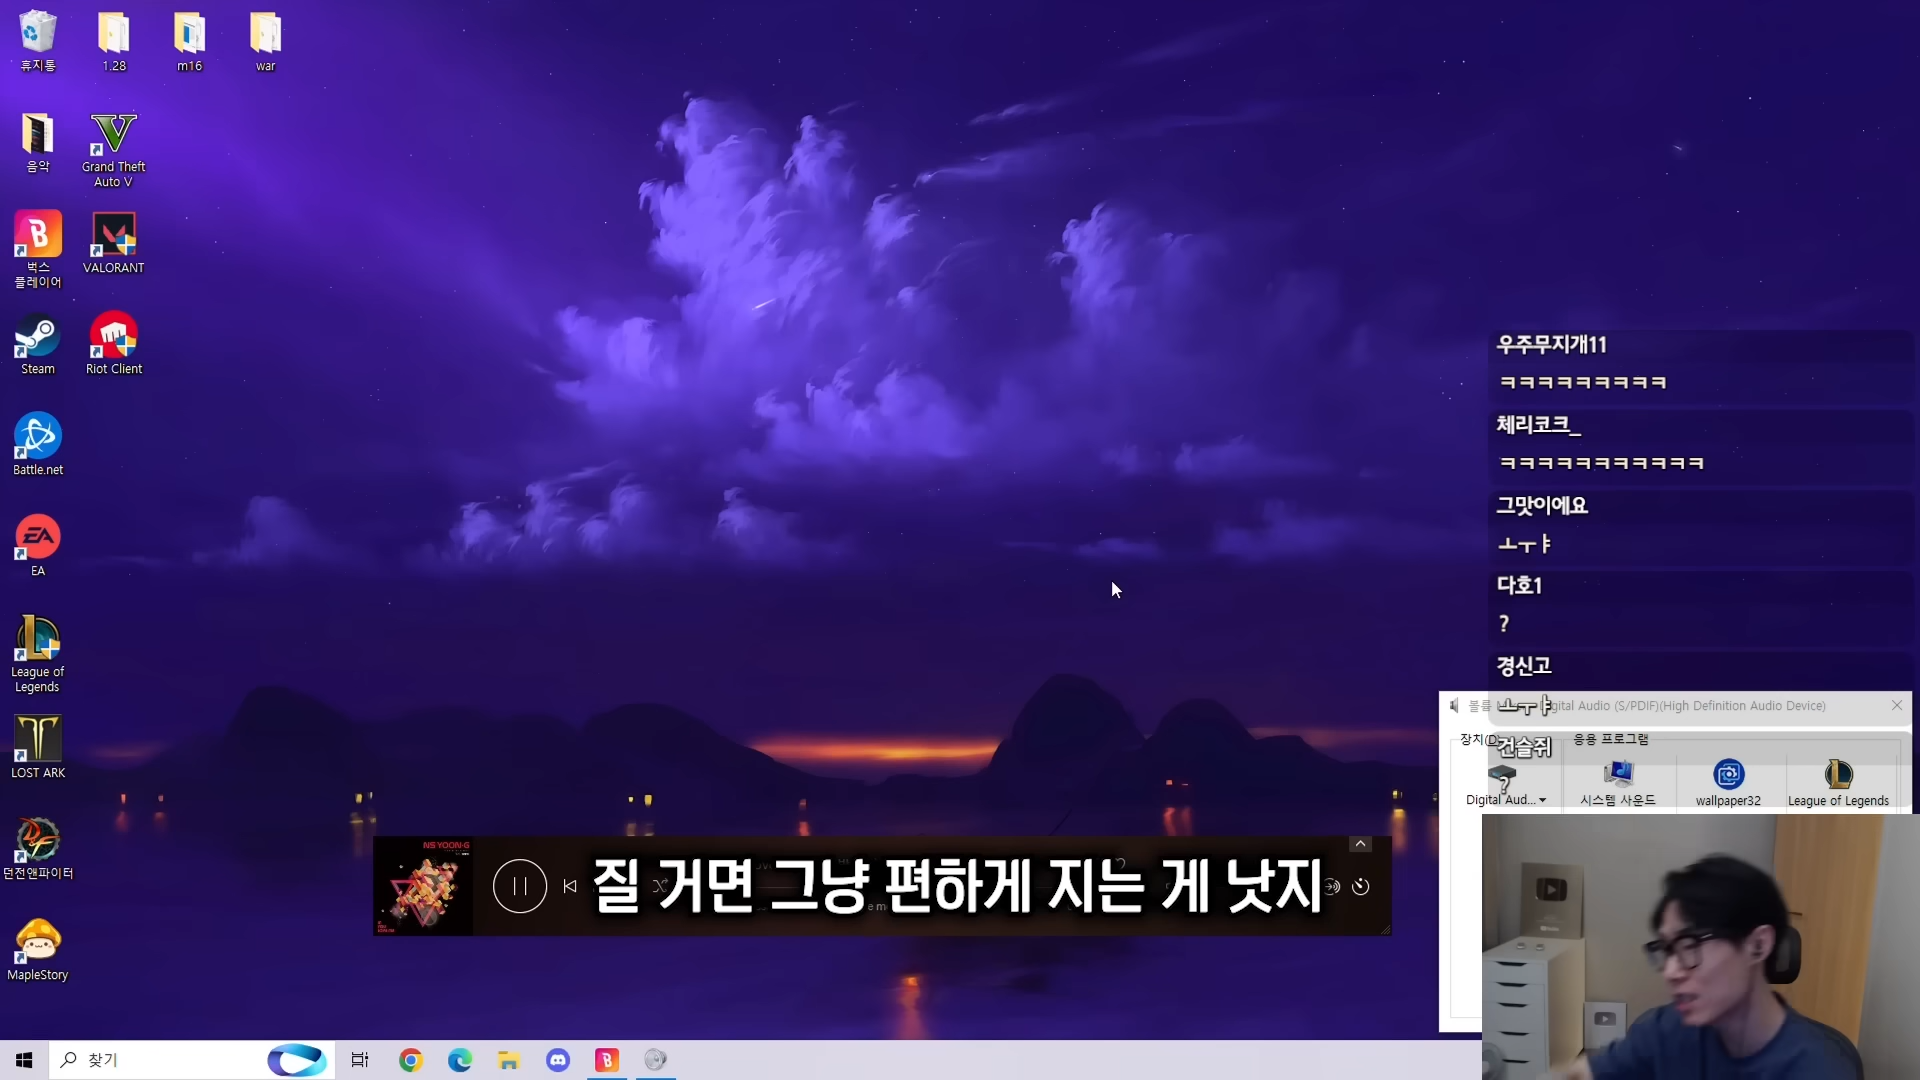 휴지통
1.28
m16
war
음악
Grand Theft
Auto V
벅스
플레이어
VALORANT
Steam
Riot Client
Battle.net
EA
League of
Legends
LOST ARK
던전앤파이터
MapleStory
우주무지개11
ㅋㅋㅋㅋㅋㅋㅋㅋㅋ
체리코크_
ㅋㅋㅋㅋㅋㅋㅋㅋㅋㅋㅋ
그맛이에요
ㅗㅜㅑ
다호1
?
경신고
ㅗㅜㅑ
건슬쥐
?
Digital Audio (S/PDIF)(High Definition Audio Device)
응용 프로그램
Digital Aud...
시스템 사운드
wallpaper32
League of Legends
NS YOON-G
질 거면 그냥 편하게 지는 게 낫지
찾기